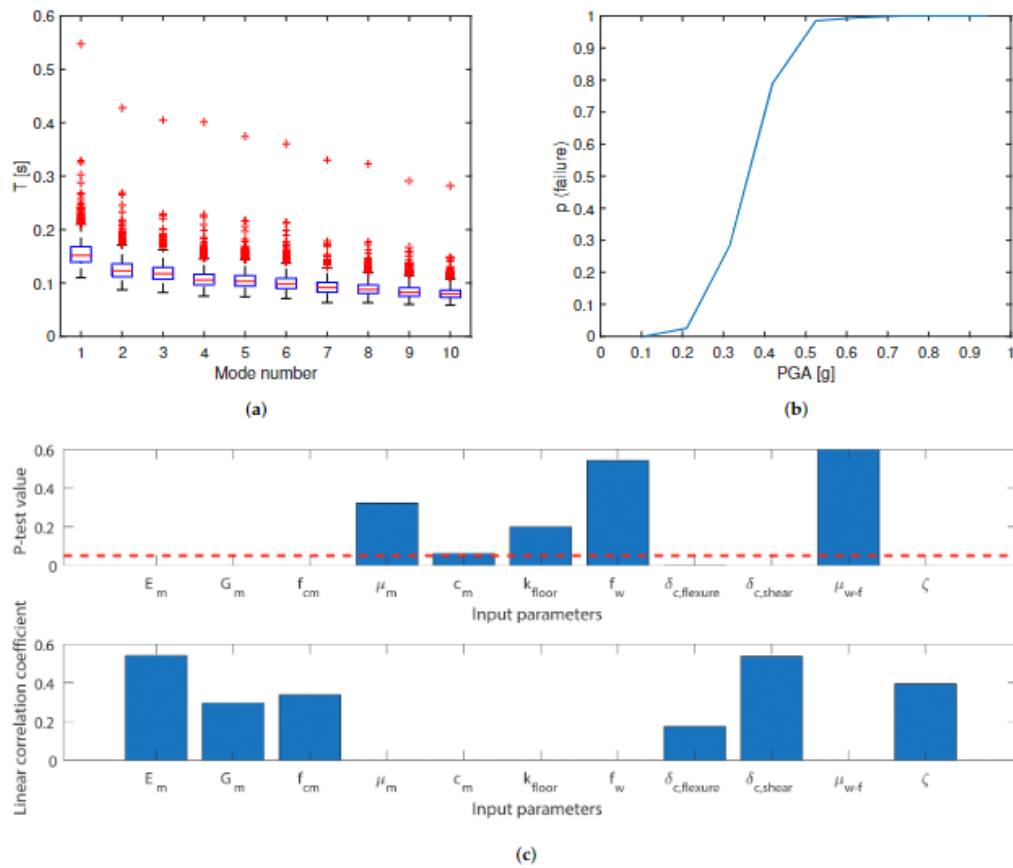 0.6
0.5
0.4
0.3
0.2
0.1
0
T [s]
1 2 3 4 5 6 7 8 9 10
Mode number
(a)
1
0.9
0.8
0.7
0.6
0.5
0.4
0.3
0.2
0.1
0
p (failure)
0 0.1 0.2 0.3 0.4 0.5 0.6 0.7 0.8 0.9 1
PGA [g]
(b)
P-test value
0.6
0.4
0.2
0
E_m G_m f_cm μ_m c_m k_floor f_w δ_c,flexure δ_c,shear μ_w-f ζ
Input parameters
Linear correlation coefficient
0.6
0.4
0.2
0
E_m G_m f_cm μ_m c_m k_floor f_w δ_c,flexure δ_c,shear μ_w-f ζ
Input parameters
(c)